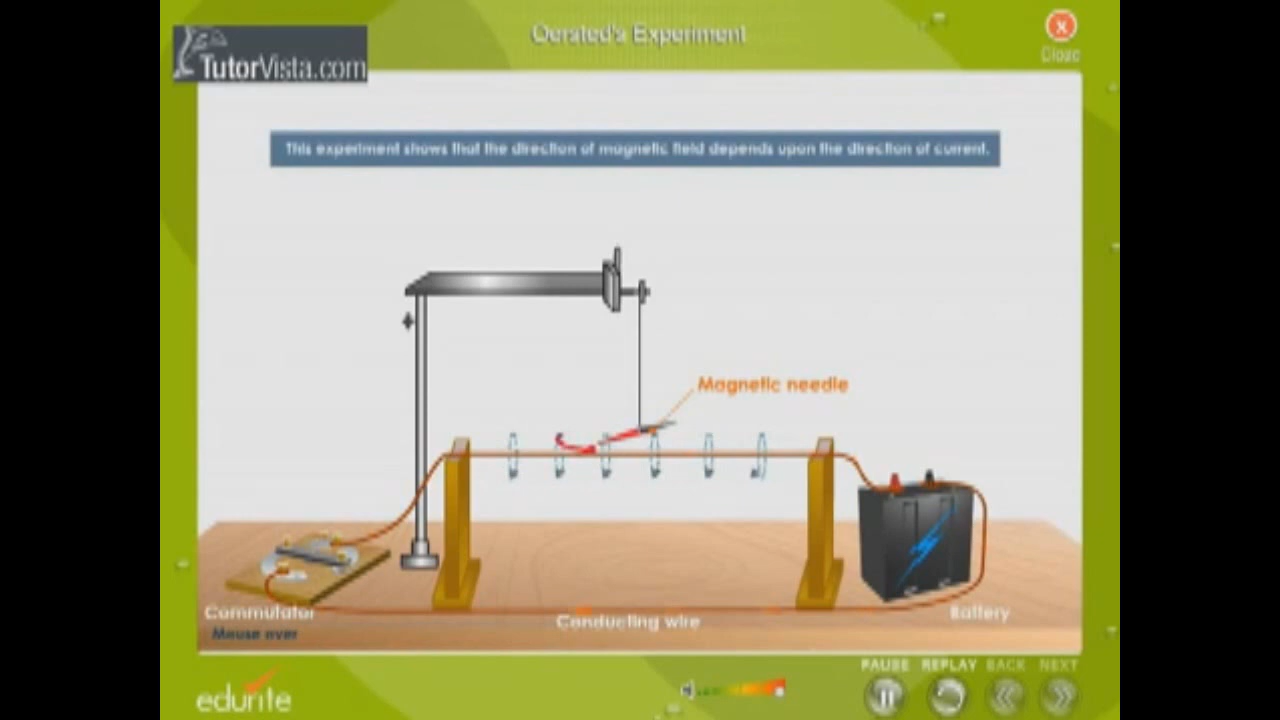 Oersted's Experiment
Close
TutorVista.com
This experiment shows that the direction of magnetic field depends upon the direction of current.
Magnetic needle
Commutator
Mouse over
Conducting wire
Battery
edurite
PAUSE REPLAY BACK NEXT